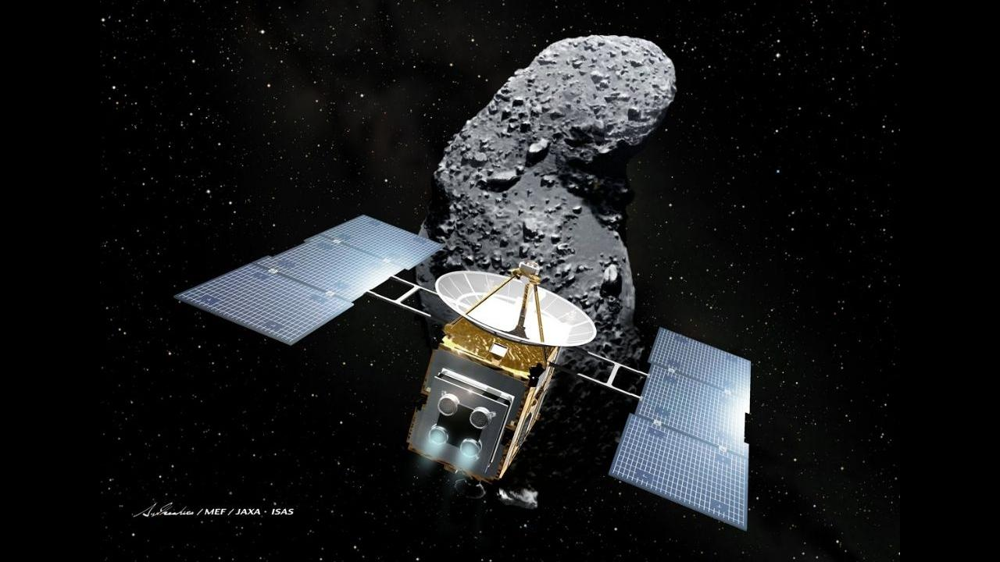 / MEF / JAXA · ISAS